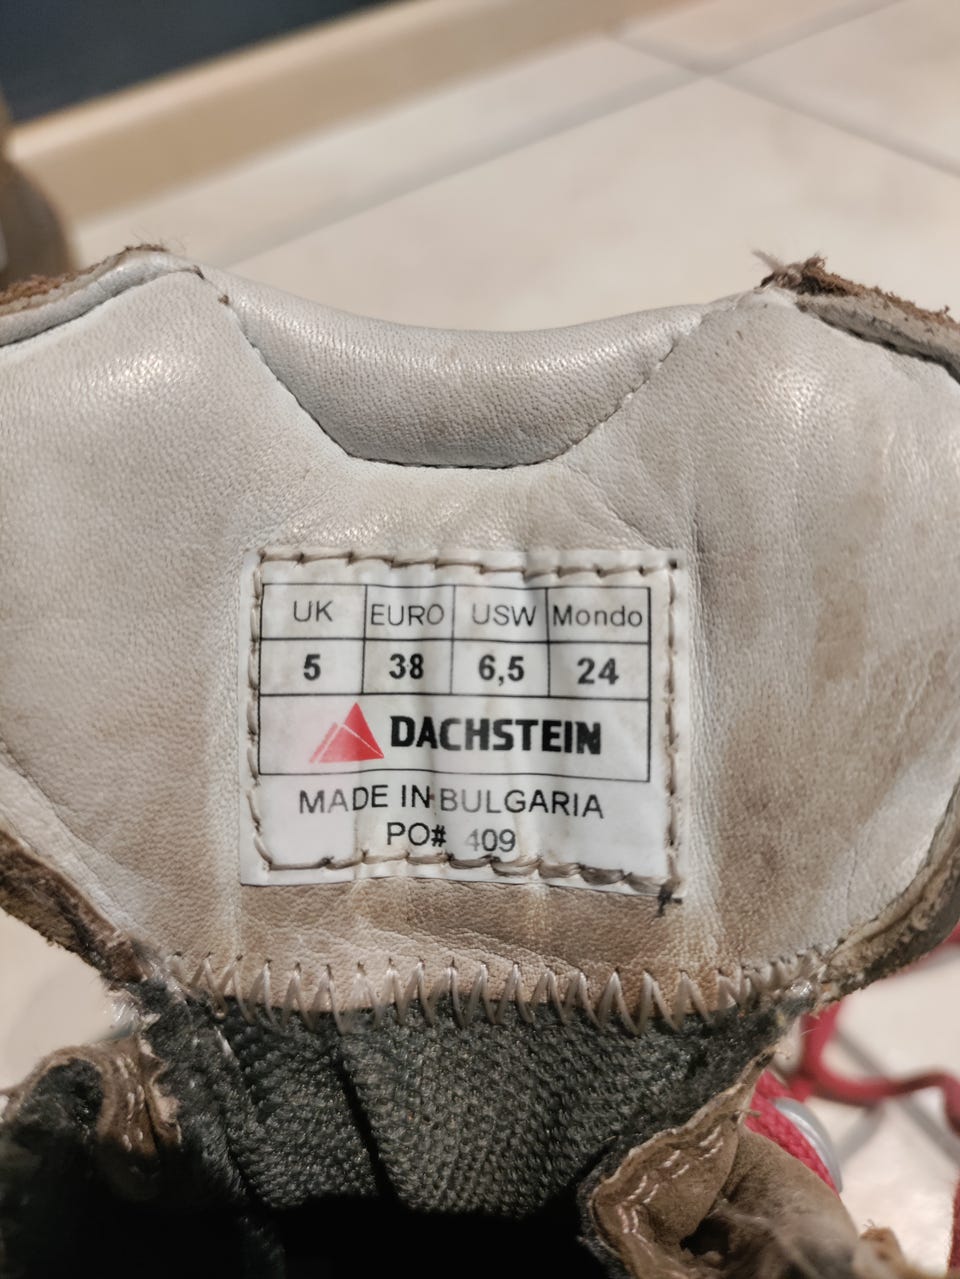 UK EURO USW Mondo
5 38 6,5 24
DACHSTEIN
MADE IN BULGARIA
PO# 409